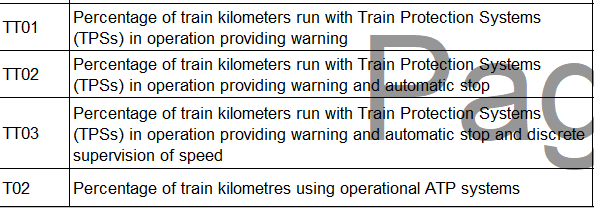 TT01
Percentage of train kilometers run with Train Protection Systems
(TPSs) in operation providing warning
TT02
Percentage of train kilometers run with Train Protection Systems
(TPSs) in operation providing warning and automatic stop
TT03
Percentage of train kilometers run with Train Protection Systems
(TPSs) in operation providing warning and automatic stop and discrete
supervision of speed
T02
Percentage of train kilometres using operational ATP systems
Pag